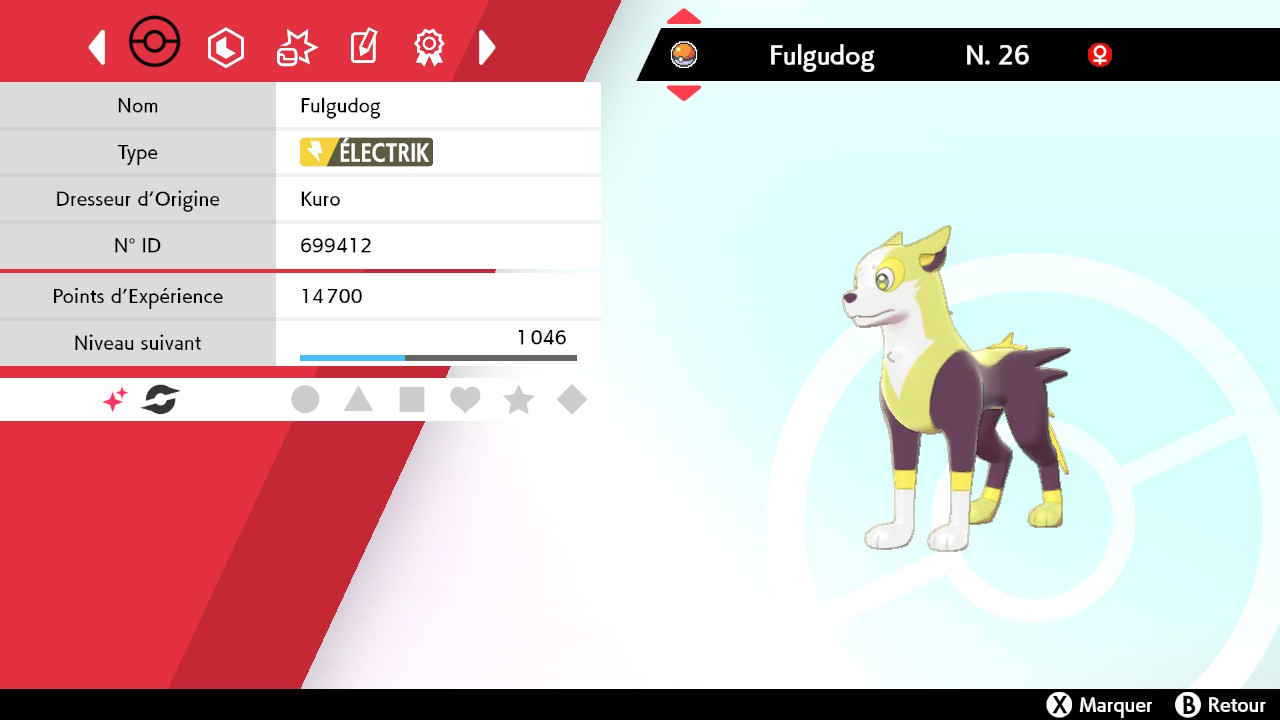 Fulgudog N. 26 ♀
Nom Fulgudog
Type ÉLECTRIK
Dresseur d'Origine Kuro
N° ID 699412
Points d'Expérience 14 700
Niveau suivant 1 046
X Marquer B Retour